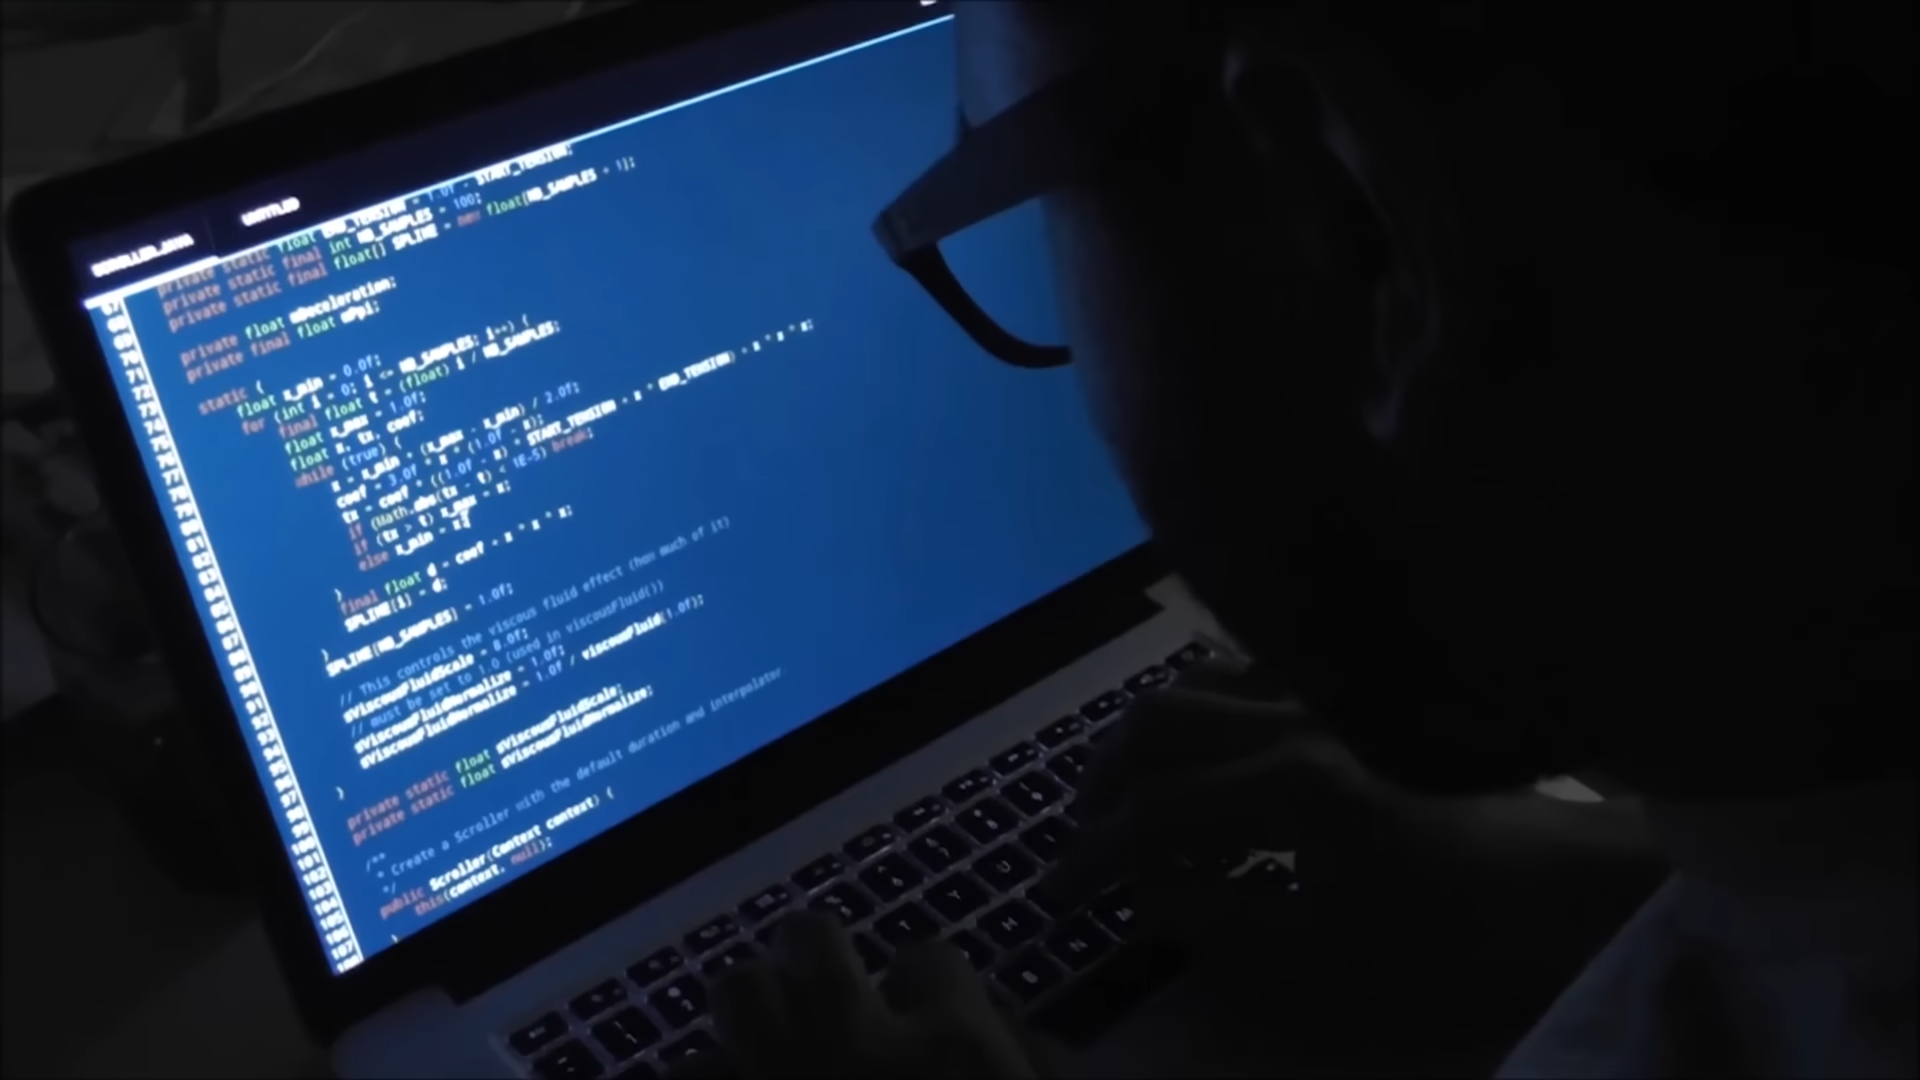 SCROLLER.JAVA
UNTITLED
private static float END_TENSION = 1.0f - START_TENSION;
private static final int NB_SAMPLES = 100;
private static final float[] SPLINE = new float[NB_SAMPLES + 1];
private float mDeceleration;
private final float mPpi;
static {
float x_min = 0.0f;
for (int i = 0; i <= NB_SAMPLES; i++) {
final float t = (float) i / NB_SAMPLES;
float x_max = 1.0f;
float x, tx, coef;
while (true) {
x = x_min + (x_max - x_min) / 2.0f;
coef = 3.0f * x * (1.0f - x);
tx = coef * ((1.0f - x) * START_TENSION + x * END_TENSION) + x * x * x;
if (Math.abs(tx - t) < 1E-5) break;
if (tx > t) x_max = x;
else x_min = x;
}
final float d = coef + x * x * x;
SPLINE[i] = d;
}
SPLINE[NB_SAMPLES] = 1.0f;
// This controls the viscous fluid effect (how much of it)
sViscousFluidScale = 8.0f;
// must be set to 1.0 (used in viscousFluid())
sViscousFluidNormalize = 1.0f;
sViscousFluidNormalize = 1.0f / viscousFluid(1.0f);
}
private static float sViscousFluidScale;
private static float sViscousFluidNormalize;
/**
* Create a Scroller with the default duration and interpolator.
*/
public Scroller(Context context) {
this(context, null);
}